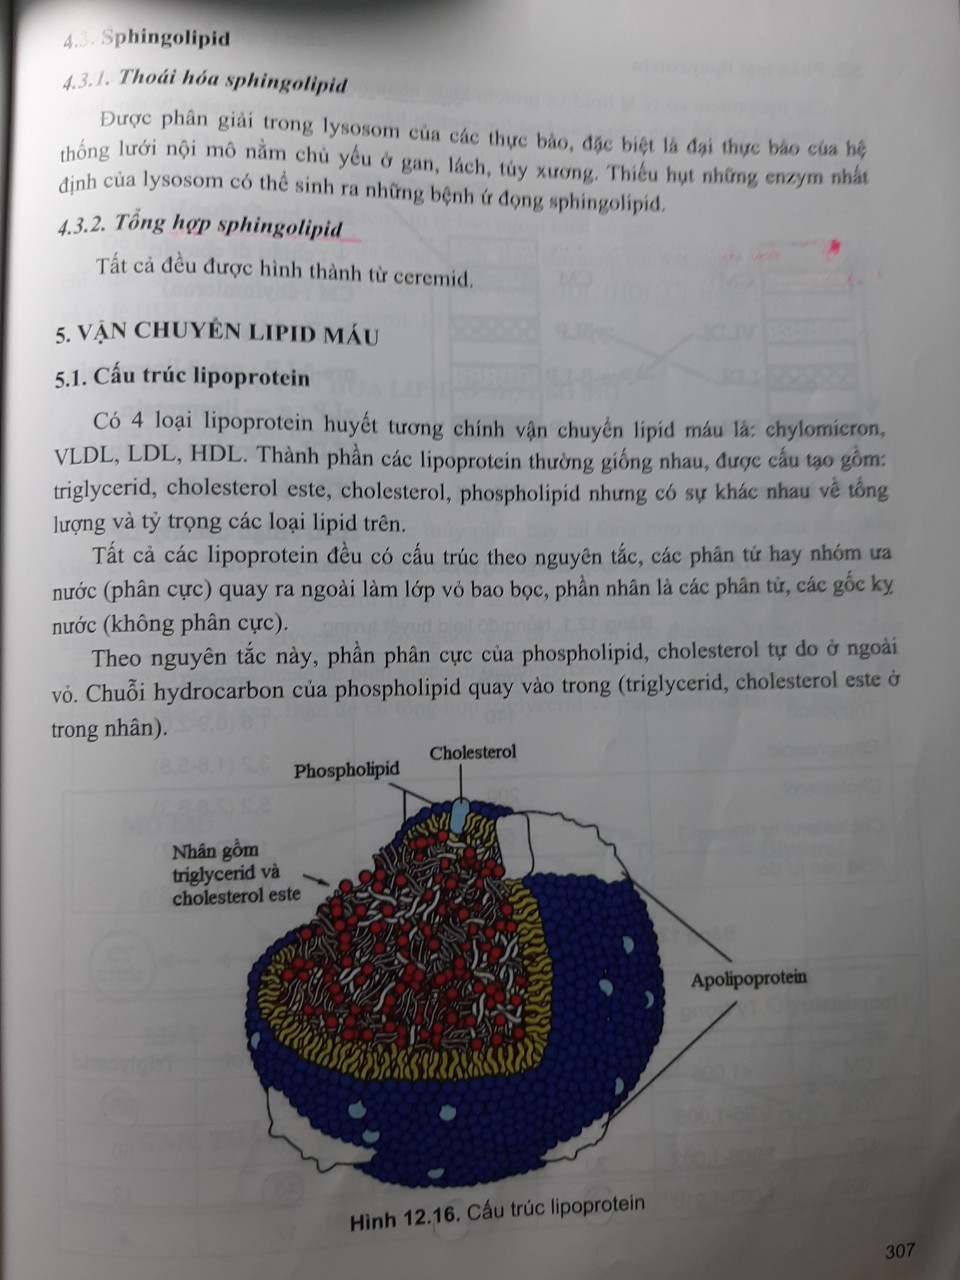 4.3. Sphingolipid
4.3.1. Thoái hóa sphingolipid
Được phân giải trong lysosom của các thực bào, đặc biệt là đại thực bào của hệ
thống lưới nội mô nằm chủ yếu ở gan, lách, tủy xương. Thiếu hụt những enzym nhất
định của lysosom có thể sinh ra những bệnh ứ đọng sphingolipid.
4.3.2. Tổng hợp sphingolipid
Tất cả đều được hình thành từ ceremid.
5. VẬN CHUYỂN LIPID MÁU
5.1. Cấu trúc lipoprotein
Có 4 loại lipoprotein huyết tương chính vận chuyển lipid máu là: chylomicron,
VLDL, LDL, HDL. Thành phần các lipoprotein thường giống nhau, được cấu tạo gồm:
triglycerid, cholesterol este, cholesterol, phospholipid nhưng có sự khác nhau về tổng
lượng và tỷ trọng các loại lipid trên.
Tất cả các lipoprotein đều có cấu trúc theo nguyên tắc, các phân tử hay nhóm ưa
nước (phân cực) quay ra ngoài làm lớp vỏ bao bọc, phần nhân là các phân tử, các gốc kỵ
nước (không phân cực).
Theo nguyên tắc này, phần phân cực của phospholipid, cholesterol tự do ở ngoài
vỏ. Chuỗi hydrocarbon của phospholipid quay vào trong (triglycerid, cholesterol este ở
trong nhân).
Cholesterol
Phospholipid
Nhân gồm
triglycerid và
cholesterol este
Apolipoprotein
Hình 12.16. Cấu trúc lipoprotein
307